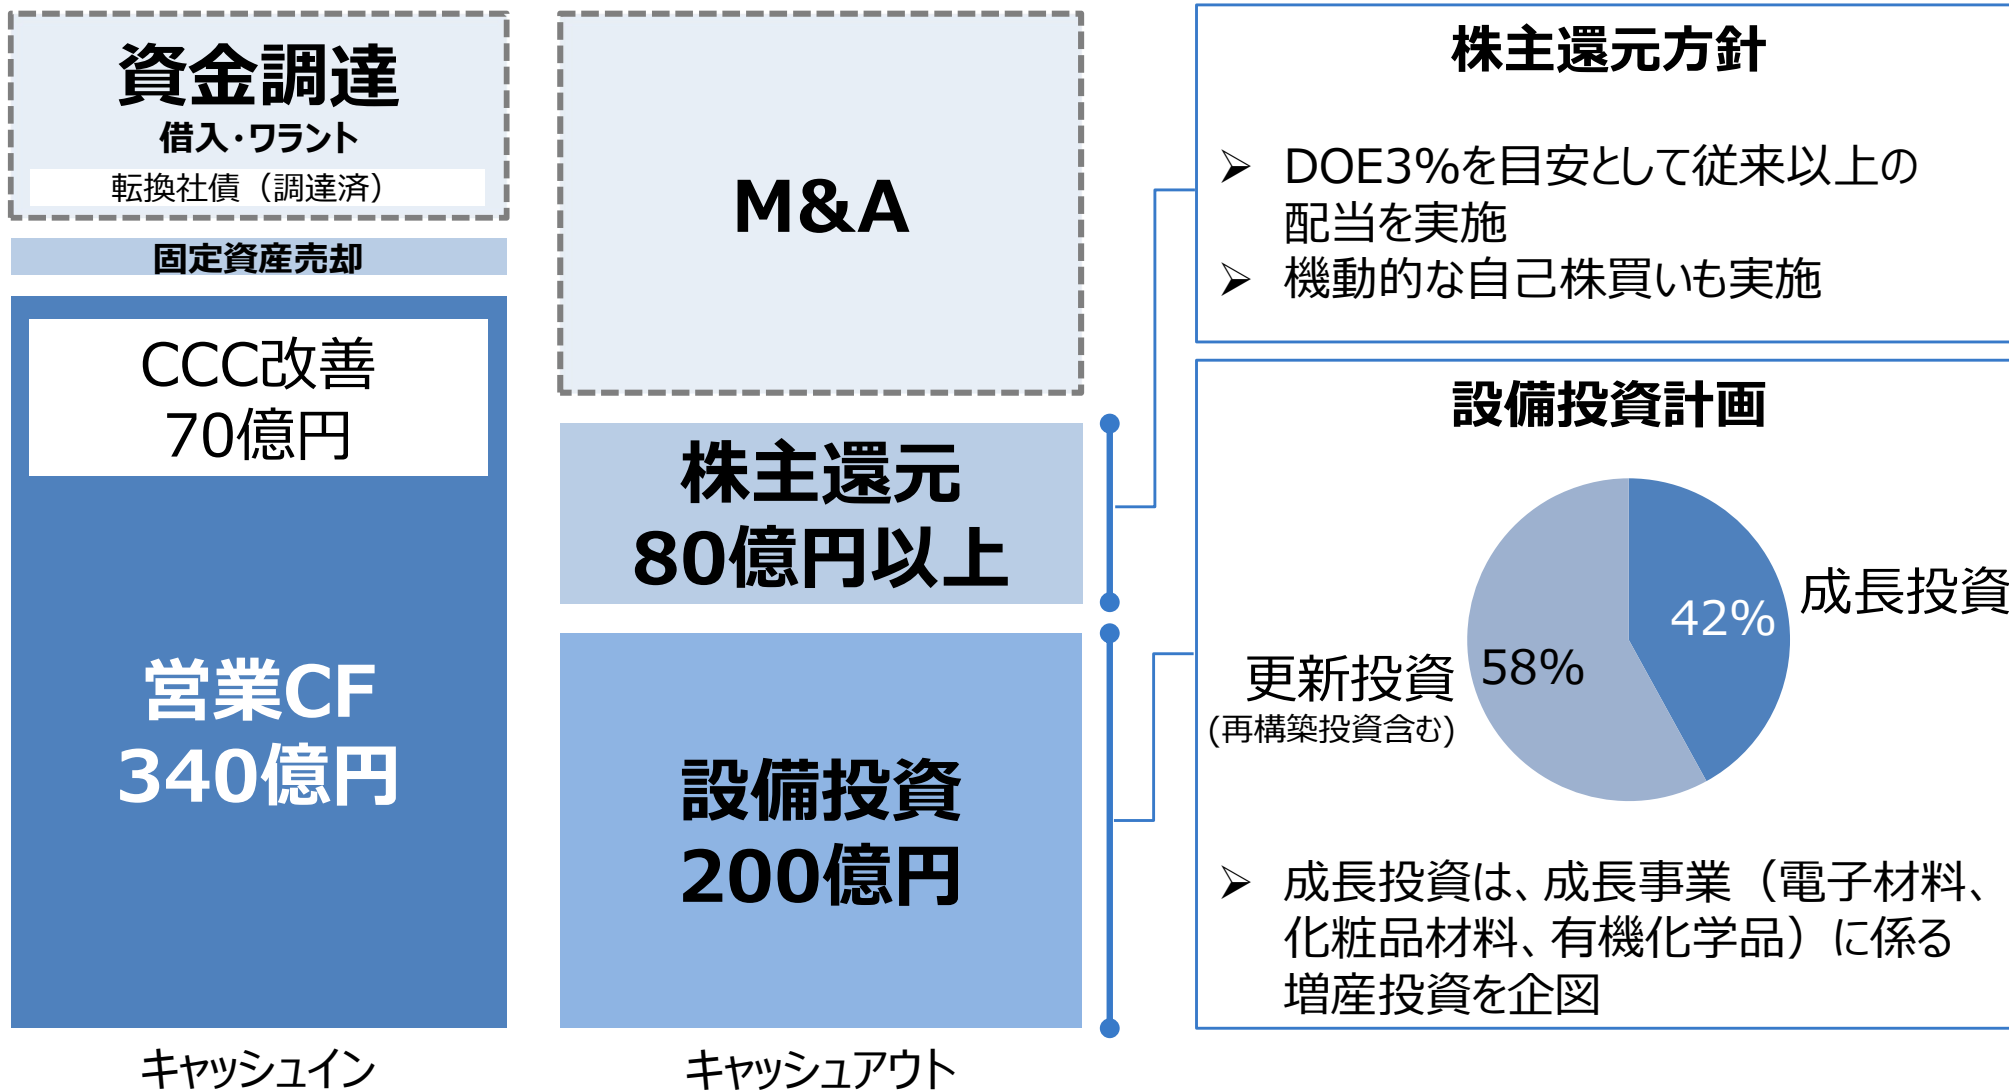 資金調達
借入・ワラント
転換社債（調達済）
固定資産売却
CCC改善
70億円
営業CF
340億円
キャッシュイン
M&A
株主還元
80億円以上
設備投資
200億円
キャッシュアウト
株主還元方針
➢ DOE3%を目安として従来以上の
配当を実施
➢ 機動的な自己株買いも実施
設備投資計画
成長投資
42%
58%
更新投資
(再構築投資含む)
➢ 成長投資は、成長事業（電子材料、
化粧品材料、有機化学品）に係る
増産投資を企図